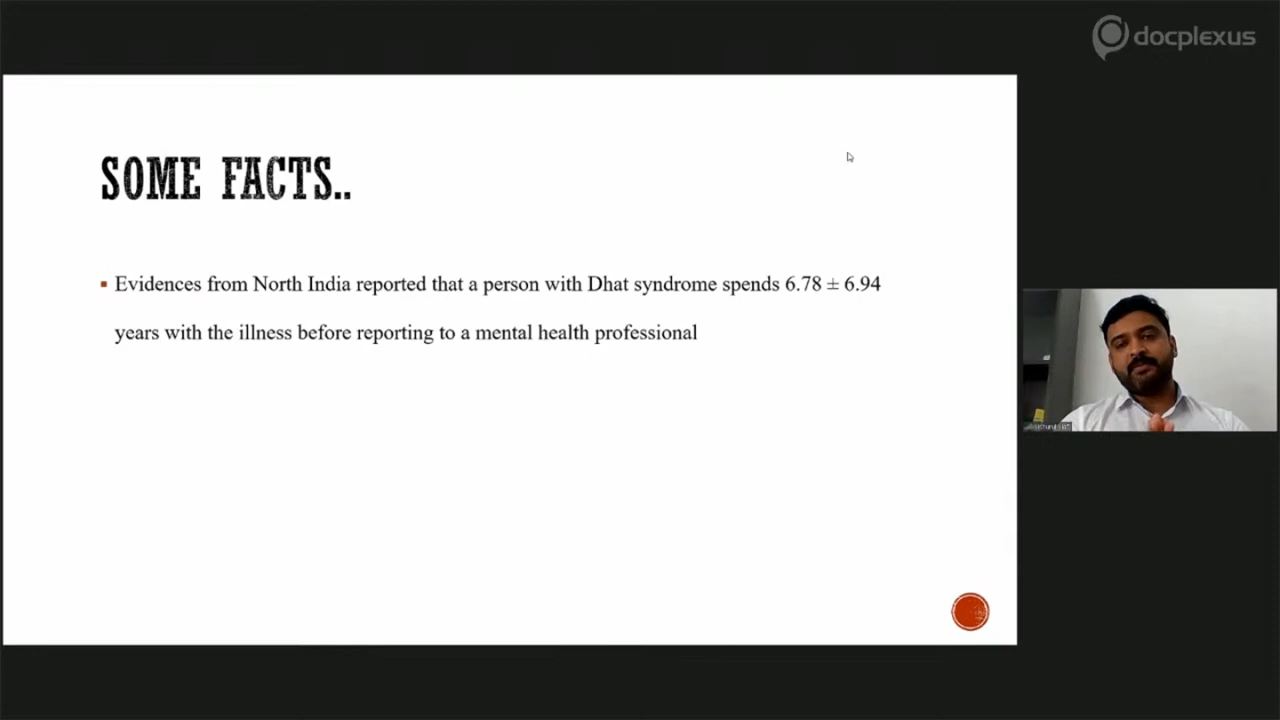 docplexus
SOME FACTS..
▪ Evidences from North India reported that a person with Dhat syndrome spends 6.78 ± 6.94
years with the illness before reporting to a mental health professional